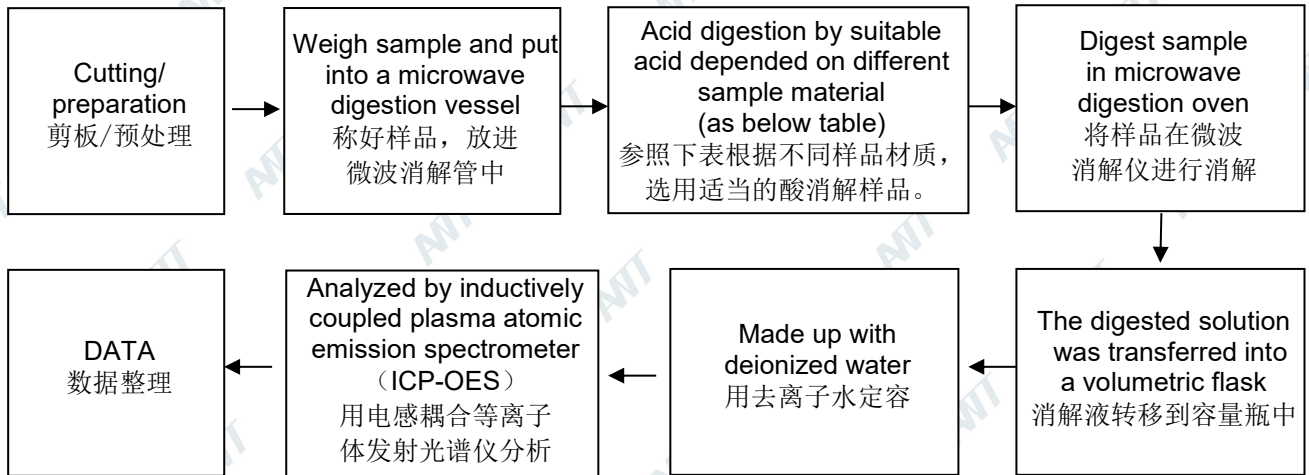 Cutting/
preparation
剪板/预处理
Weigh sample and put
into a microwave
digestion vessel
称好样品，放进
微波消解管中
Acid digestion by suitable
acid depended on different
sample material
(as below table)
参照下表根据不同样品材质，
选用适当的酸消解样品。
Digest sample
in microwave
digestion oven
将样品在微波
消解仪进行消解
The digested solution
was transferred into
a volumetric flask
消解液转移到容量瓶中
Made up with
deionized water
用去离子水定容
Analyzed by inductively
coupled plasma atomic
emission spectrometer
（ICP-OES）
用电感耦合等离子
体发射光谱仪分析
DATA
数据整理